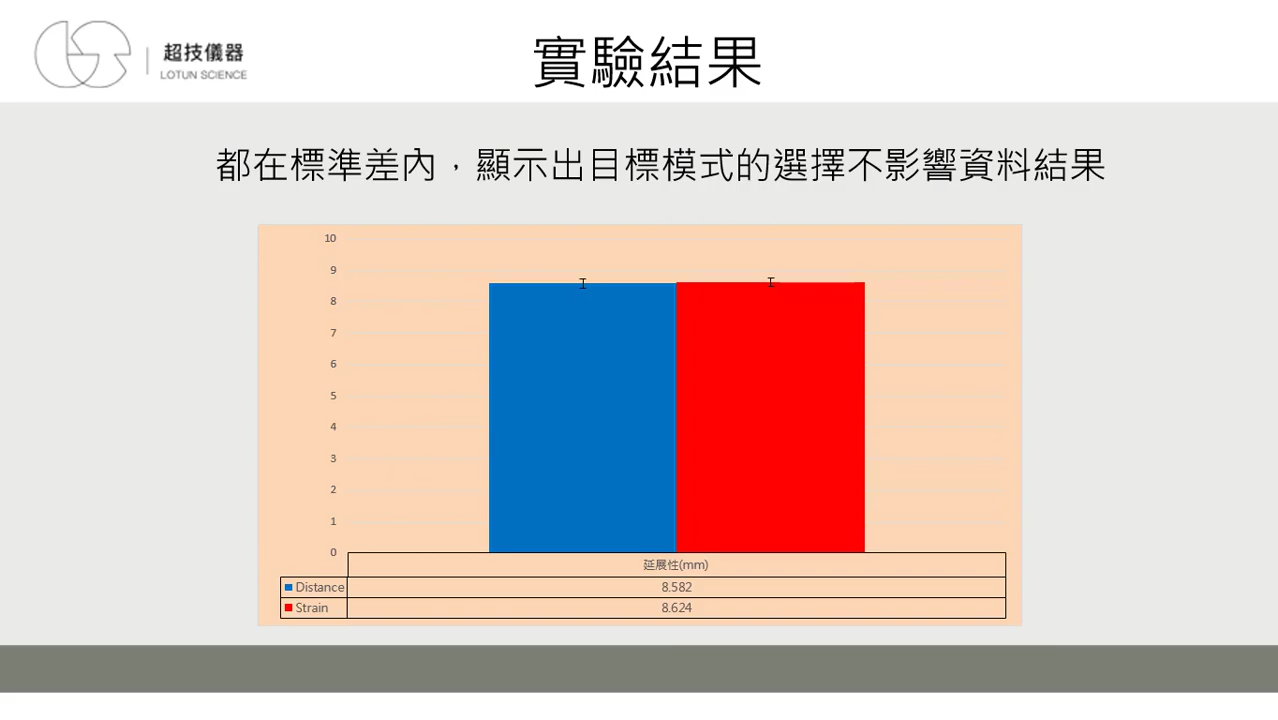 超技儀器
LOTUN SCIENCE
實驗結果
都在標準差內，顯示出目標模式的選擇不影響資料結果
10
9
8
7
6
5
4
3
2
1
0
延展性(mm)
Distance 8.582
Strain 8.624